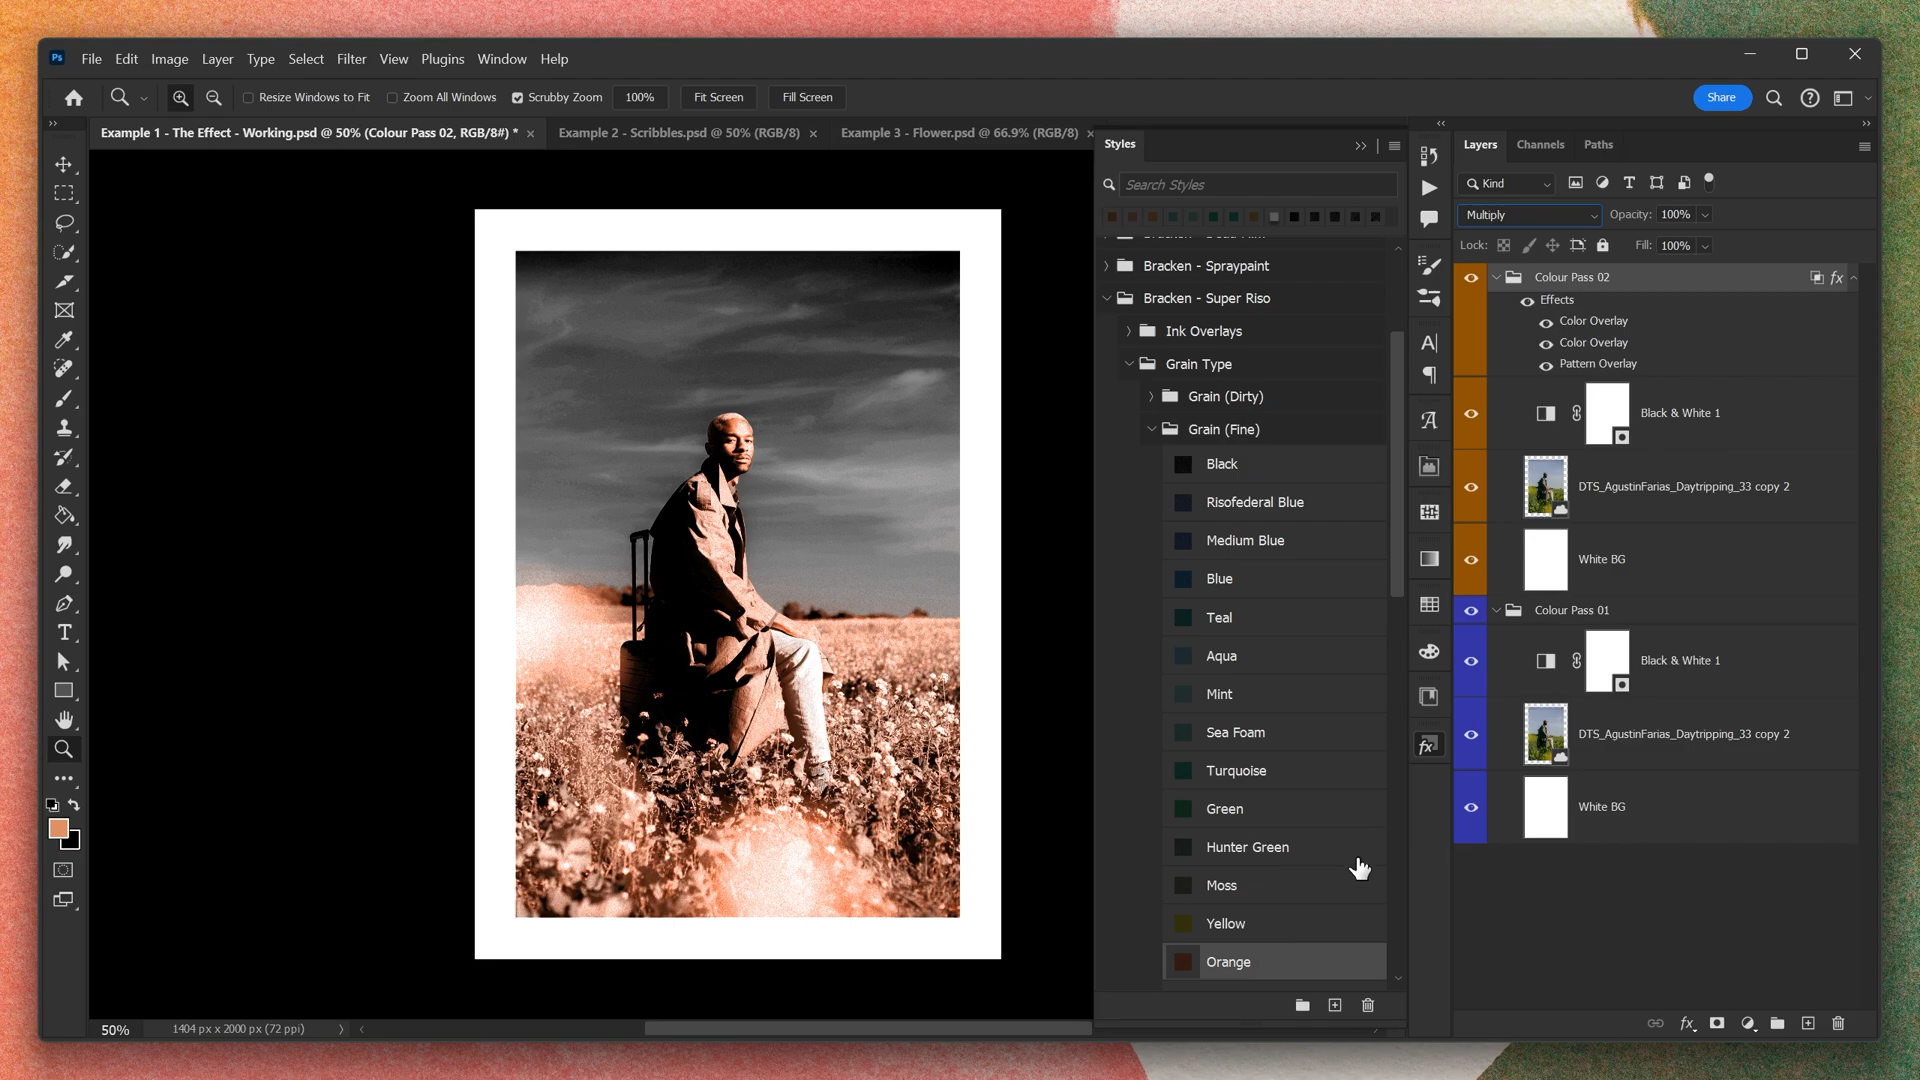 Ps File Edit Image Layer Type Select Filter View Plugins Window Help
Resize Windows to Fit Zoom All Windows Scrubby Zoom 100% Fit Screen Fill Screen Share
Example 1 - The Effect - Working.psd @ 50% (Colour Pass 02, RGB/8#) * Example 2 - Scribbles.psd @ 50% (RGB/8) Example 3 - Flower.psd @ 66.9% (RGB/8)
Styles
Search Styles
Bracken - Spraypaint
Bracken - Super Riso
Ink Overlays
Grain Type
Grain (Dirty)
Grain (Fine)
Black
Risofederal Blue
Medium Blue
Blue
Teal
Aqua
Mint
Sea Foam
Turquoise
Green
Hunter Green
Moss
Yellow
Orange
Layers Channels Paths
Kind
Multiply Opacity: 100%
Lock: Fill: 100%
Colour Pass 02 fx
Effects
Color Overlay
Color Overlay
Pattern Overlay
Black & White 1
DTS_AgustinFarias_Daytripping_33 copy 2
White BG
Colour Pass 01
Black & White 1
DTS_AgustinFarias_Daytripping_33 copy 2
White BG
50% 1404 px x 2000 px (72 ppi)